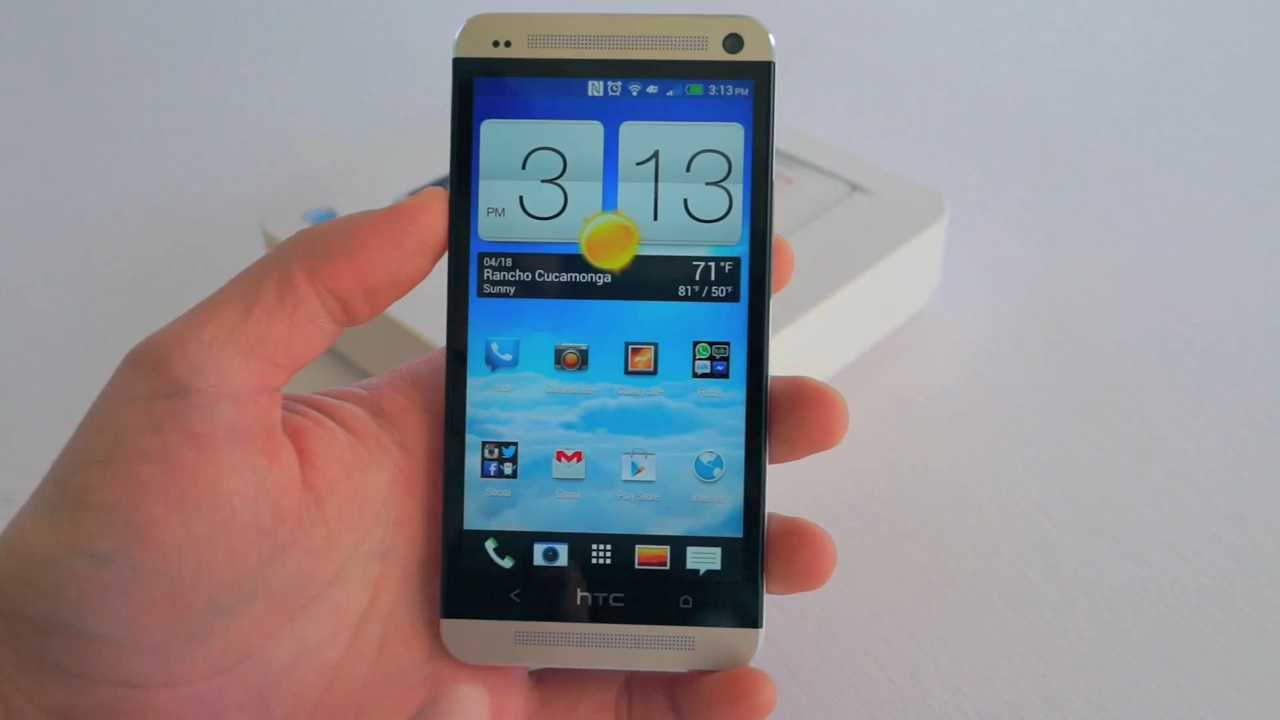 3:13 PM
3 13
PM
04/18
Rancho Cucamonga
Sunny
71°F
81°F / 50°F
Social
Gmail
Play Store
Internet
hTC